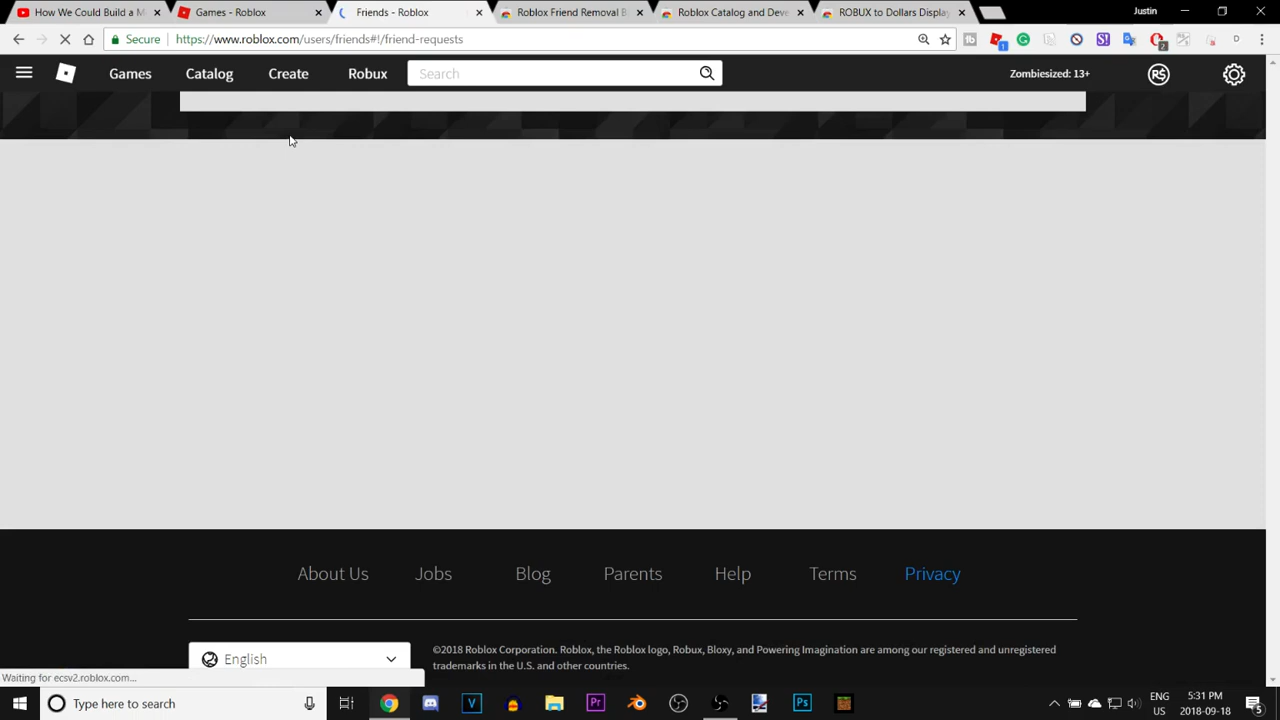 How We Could Build a M
Games - Roblox
Friends - Roblox
Roblox Friend Removal B
Roblox Catalog and Deve
ROBUX to Dollars Display
Justin
Secure
https://www.roblox.com/users/friends#!/friend-requests
Games
Catalog
Create
Robux
Search
Zombiesized: 13+
About Us
Jobs
Blog
Parents
Help
Terms
Privacy
English
©2018 Roblox Corporation. Roblox, the Roblox logo, Robux, Bloxy, and Powering Imagination are among our registered and unregistered
trademarks in the U.S. and other countries.
Waiting for ecsv2.roblox.com...
Type here to search
ENG
US
5:31 PM
2018-09-18